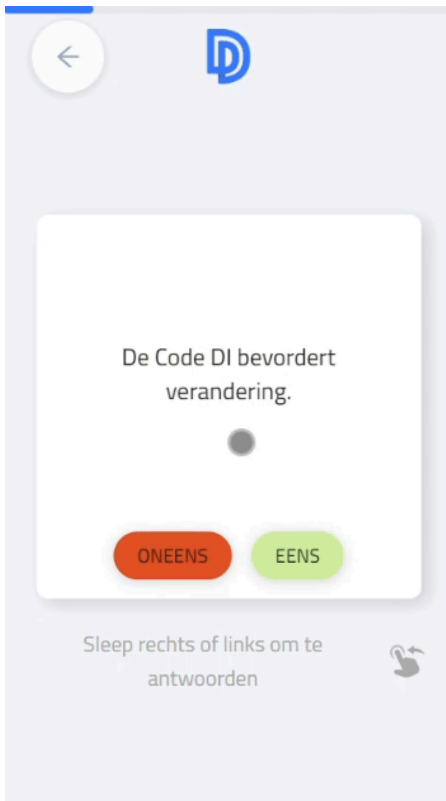 De Code DI bevordert
verandering.
ONEENS
EENS
Sleep rechts of links om te
antwoorden